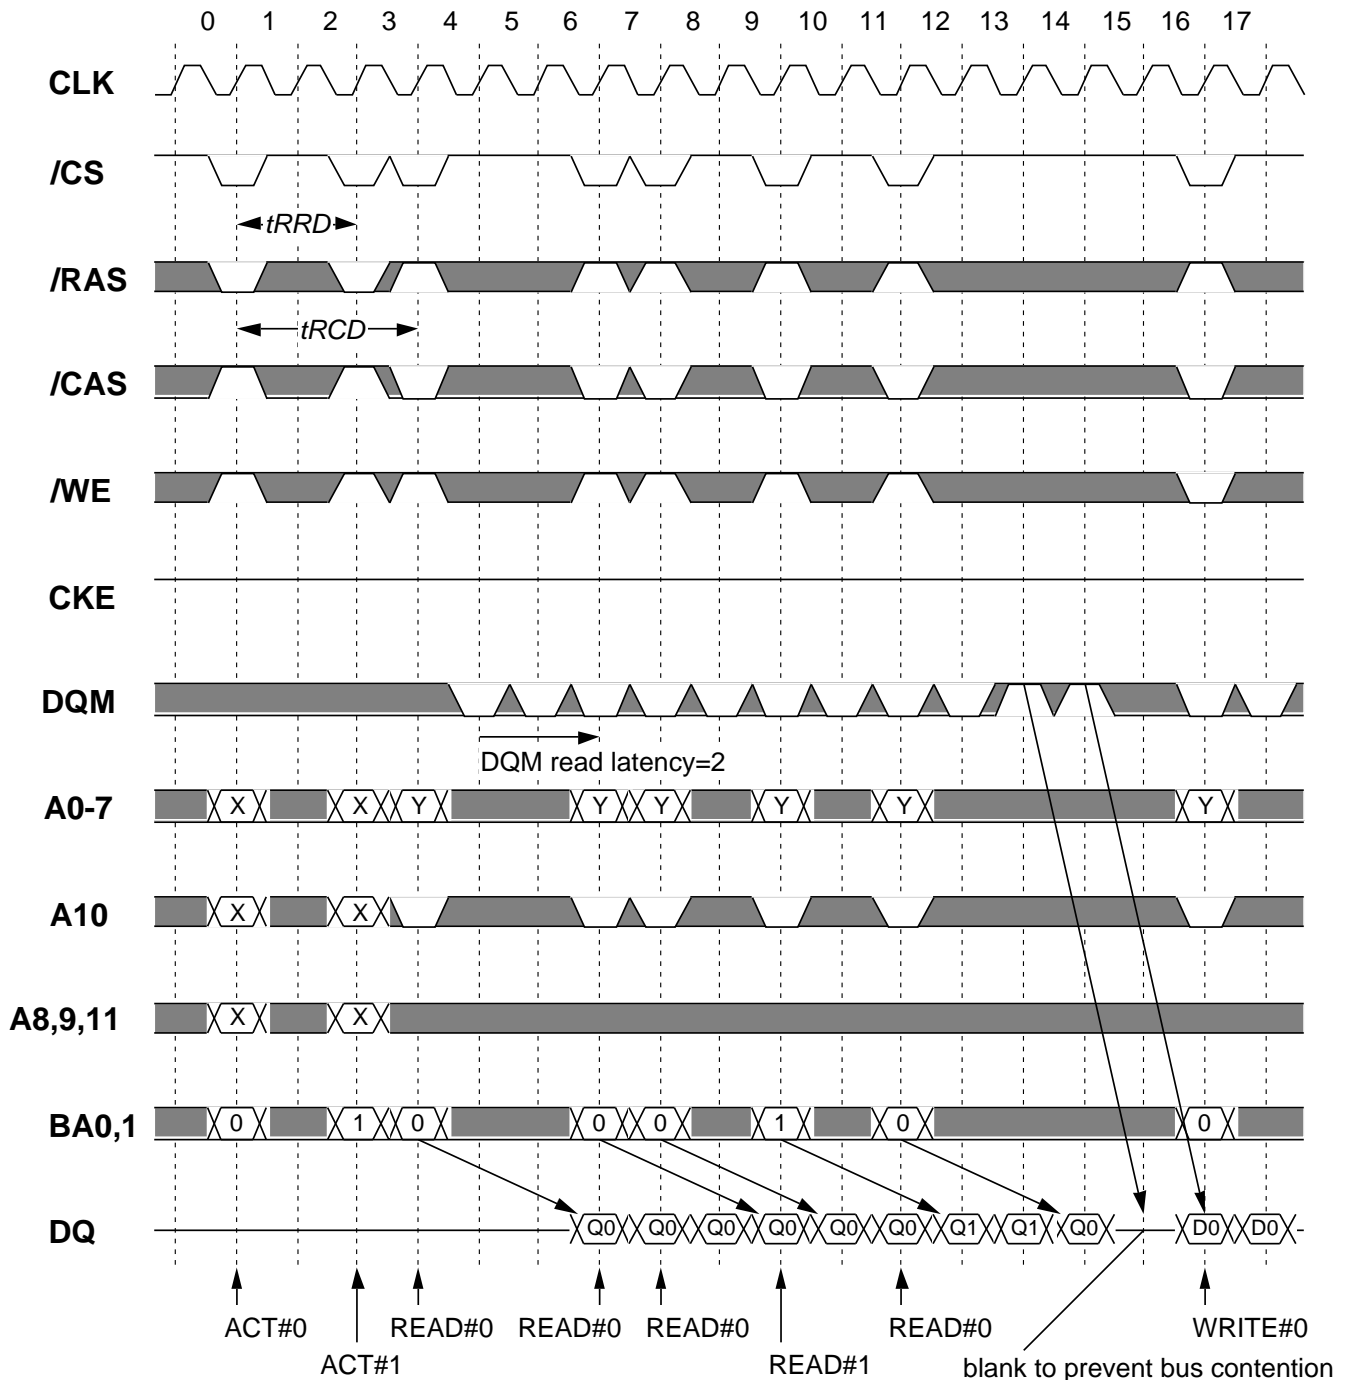 0 1 2 3 4 5 6 7 8 9 10 11 12 13 14 15 16 17
CLK
/CS
tRRD
/RAS
tRCD
/CAS
/WE
CKE
DQM
DQM read latency=2
A0-7 X X Y Y Y Y Y Y
A10 X X
A8,9,11 X X
BA0,1 0 1 0 0 0 1 0 0
DQ Q0 Q0 Q0 Q0 Q0 Q0 Q1 Q1 Q0 D0 D0
ACT#0 READ#0 READ#0 READ#0 READ#0 WRITE#0
ACT#1 READ#1 blank to prevent bus contention